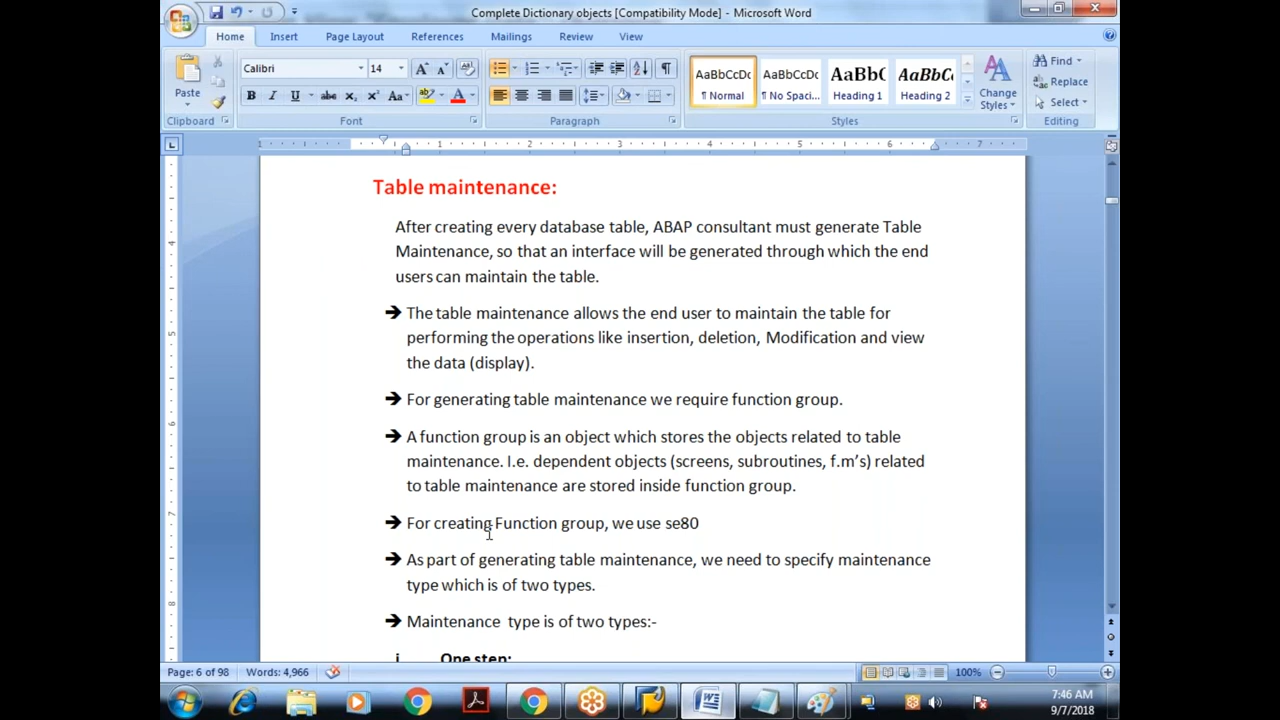 Complete Dictionary objects [Compatibility Mode] - Microsoft Word
Home Insert Page Layout References Mailings Review View
Calibri 14
AaBbCcDc AaBbCcDc AaBbC AaBbC
¶ Normal ¶ No Spaci... Heading 1 Heading 2
Paste
Change Styles
Find
Replace
Select
Clipboard Font Paragraph Styles Editing
1 1 2 3 4 5 6 7
Table maintenance:
After creating every database table, ABAP consultant must generate Table
Maintenance, so that an interface will be generated through which the end
users can maintain the table.
➔ The table maintenance allows the end user to maintain the table for
performing the operations like insertion, deletion, Modification and view
the data (display).
➔ For generating table maintenance we require function group.
➔ A function group is an object which stores the objects related to table
maintenance. I.e. dependent objects (screens, subroutines, f.m’s) related
to table maintenance are stored inside function group.
➔ For creating Function group, we use se80
➔ As part of generating table maintenance, we need to specify maintenance
type which is of two types.
➔ Maintenance type is of two types:-
i One step:
Page: 6 of 98 Words: 4,966 100%
7:46 AM
9/7/2018